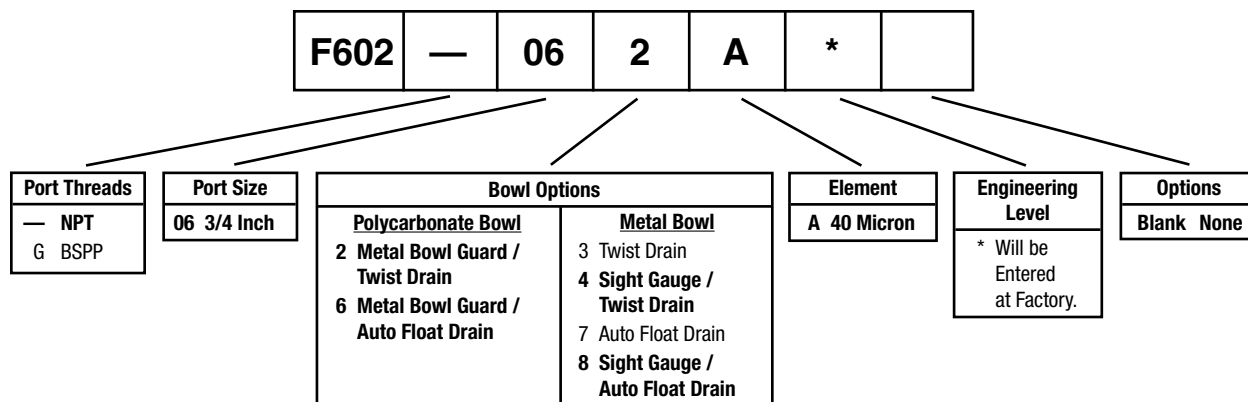 F602 — 06 2 A *
Port Threads
— NPT
G BSPP
Port Size
06 3/4 Inch
Bowl Options
Polycarbonate Bowl
2 Metal Bowl Guard /
Twist Drain
6 Metal Bowl Guard /
Auto Float Drain
Metal Bowl
3 Twist Drain
4 Sight Gauge /
Twist Drain
7 Auto Float Drain
8 Sight Gauge /
Auto Float Drain
Element
A 40 Micron
Engineering
Level
* Will be
Entered
at Factory.
Options
Blank None